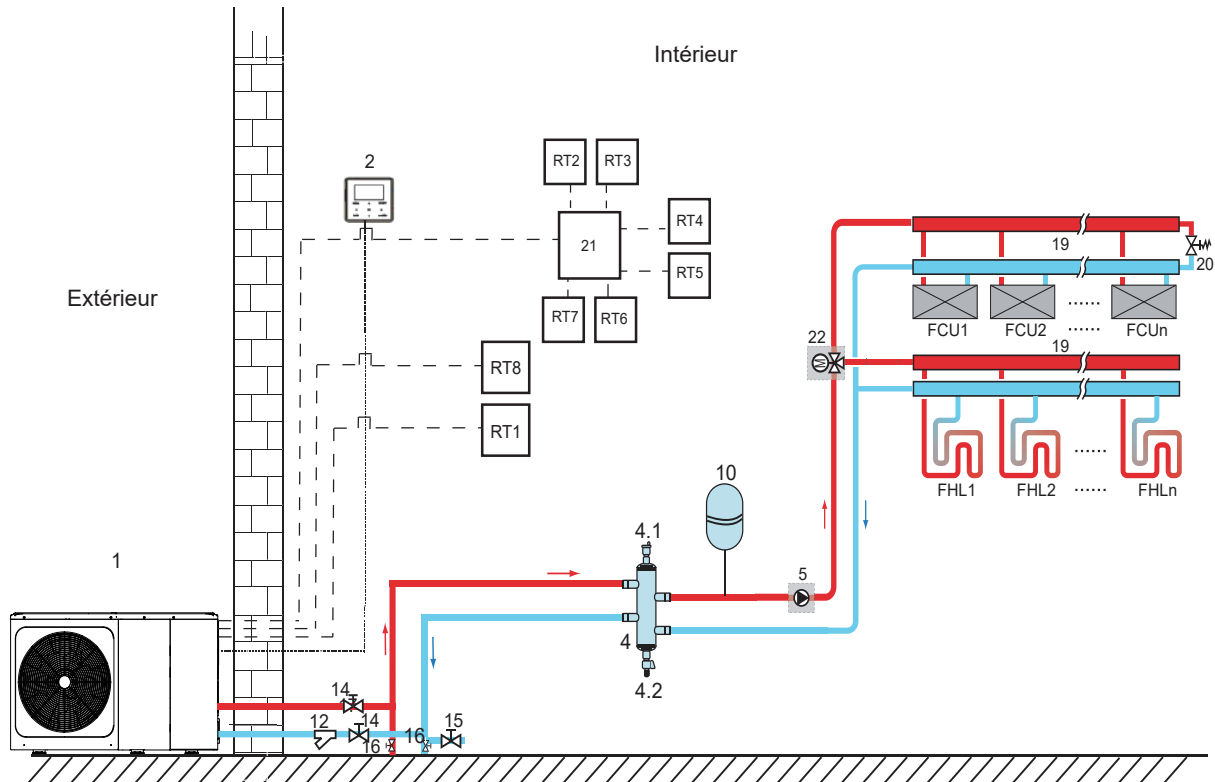 Intérieur
Extérieur
2
RT2
RT3
RT4
21
RT5
RT7
RT6
RT8
RT1
19
20
FCU1
FCU2
......
......
FCUn
22
M
19
FHL1
FHL2
......
......
FHLn
10
4.1
5
4
4.2
1
14
12
14
16
16
15